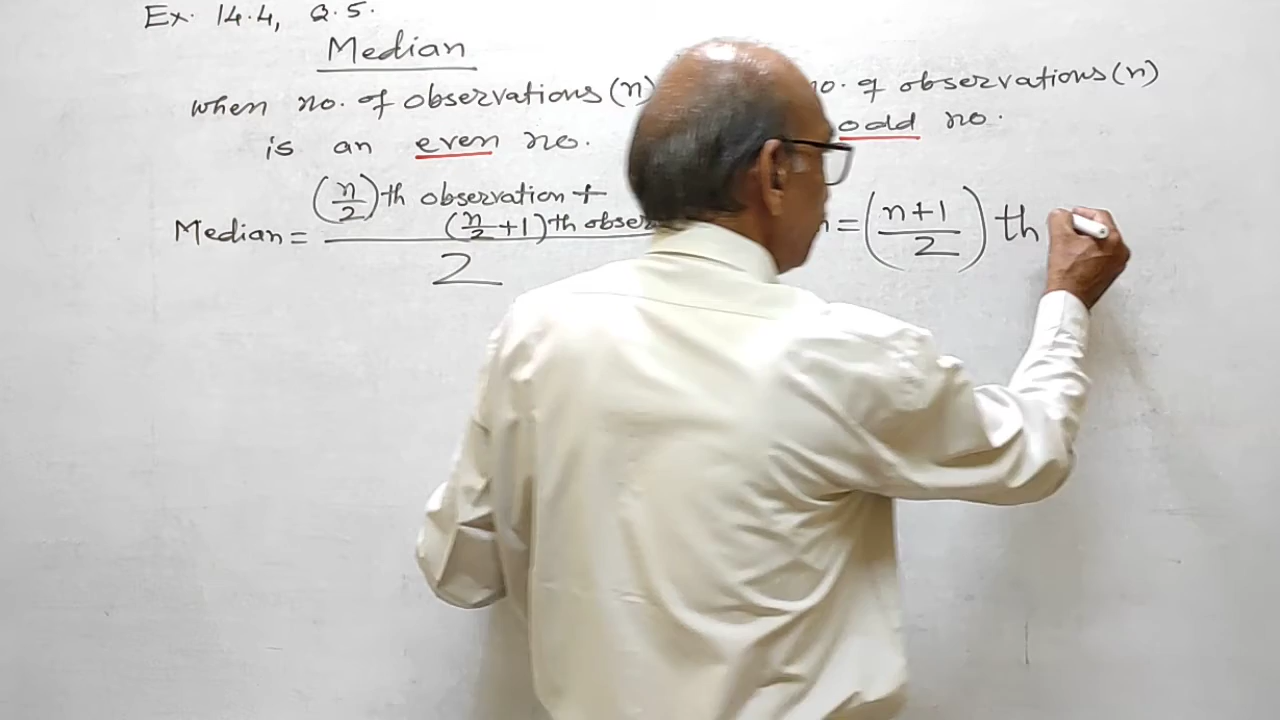 Ex. 14.4, Q.5.
Median
when no. of observations (n)
is an even no.
Median = (n/2)th observation + (n/2 + 1)th / 2
no. of observations (n)
odd no.
= (n+1/2) th